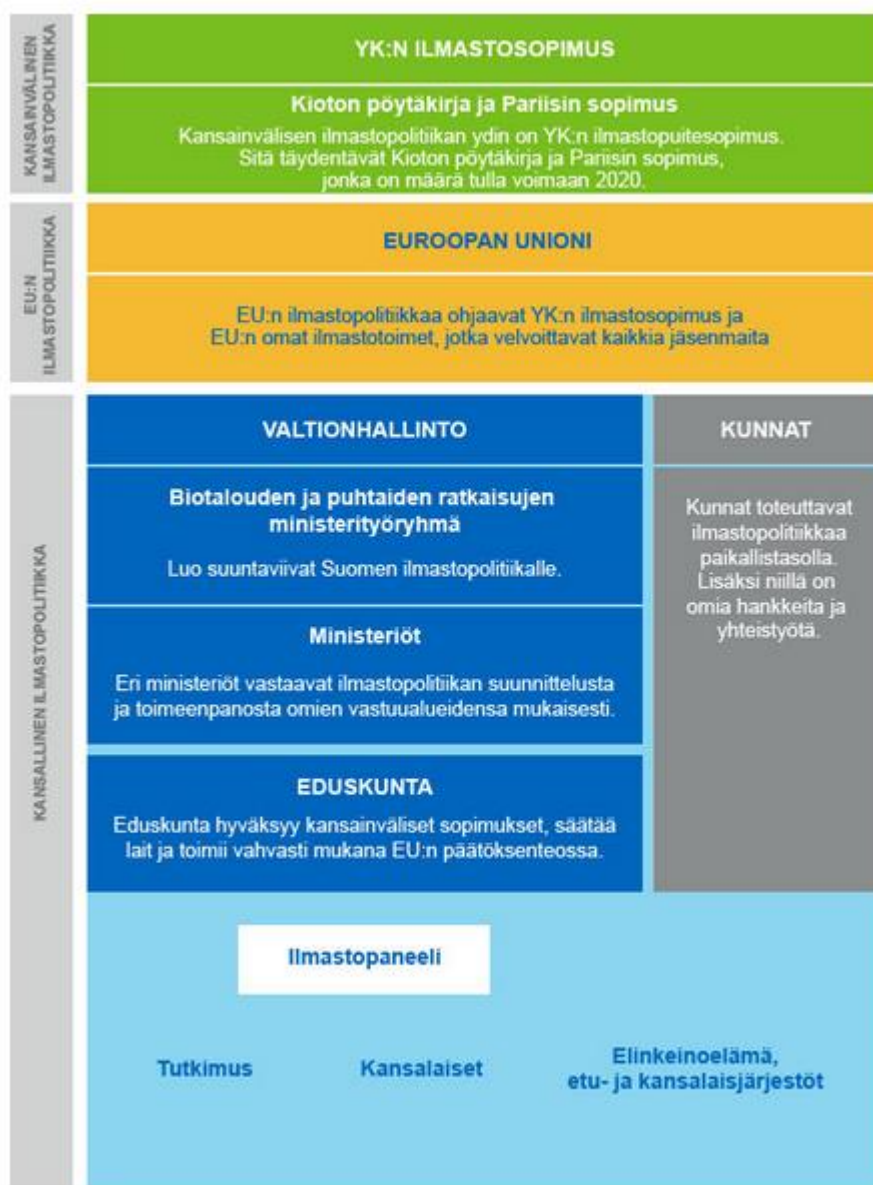 KANSAINVÄLINEN
ILMASTOPOLITIIKKA
YK:N ILMASTOSOPIMUS
Kioton pöytäkirja ja Pariisin sopimus
Kansainvälisen ilmastopolitiikan ydin on YK:n ilmastopuitesopimus.
Sitä täydentävät Kioton pöytäkirja ja Pariisin sopimus,
jonka on määrä tulla voimaan 2020.
EU:N
ILMASTOPOLITIIKKA
EUROOPAN UNIONI
EU:n ilmastopolitiikkaa ohjaavat YK:n ilmastosopimus ja
EU:n omat ilmastotoimet, jotka velvoittavat kaikkia jäsenmaita
KANSALLINEN ILMASTOPOLITIIKKA
VALTIONHALLINTO
Biotalouden ja puhtaiden ratkaisujen
ministerityöryhmä
Luo suuntaviivat Suomen ilmastopolitiikalle.
Ministeriöt
Eri ministeriöt vastaavat ilmastopolitiikan suunnittelusta
ja toimeenpanosta omien vastuualueidensa mukaisesti.
EDUSKUNTA
Eduskunta hyväksyy kansainväliset sopimukset, säätää
lait ja toimii vahvasti mukana EU:n päätöksenteossa.
KUNNAT
Kunnat toteuttavat
ilmastopolitiikkaa
paikallistasolla.
Lisäksi niillä on
omia hankkeita ja
yhteistyötä.
Ilmastopaneeli
Tutkimus
Kansalaiset
Elinkeinoelämä,
etu- ja kansalaisjärjestöt